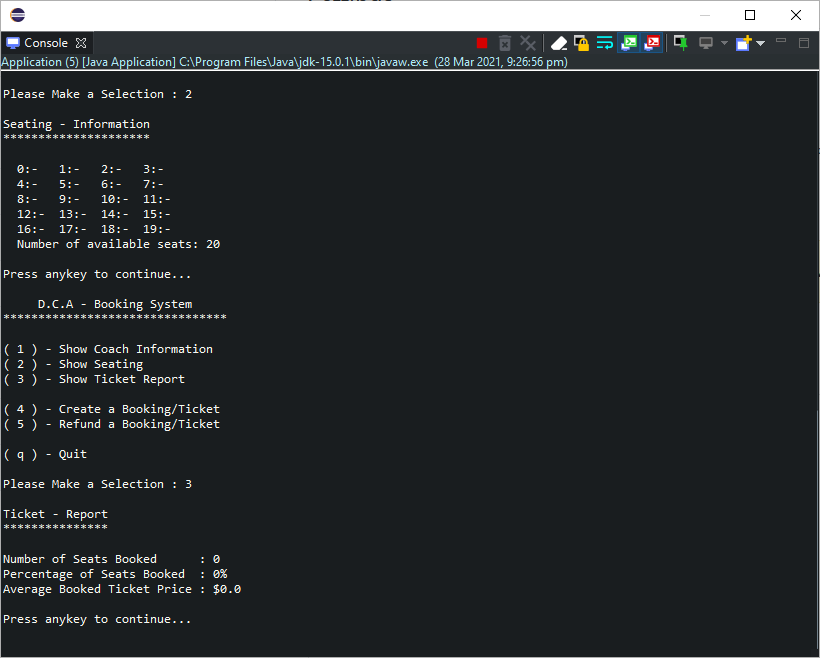 Console
Application (5) [Java Application] C:\Program Files\Java\jdk-15.0.1\bin\javaw.exe (28 Mar 2021, 9:26:56 pm)
Please Make a Selection : 2
Seating - Information
*********************
0:- 1:- 2:- 3:-
4:- 5:- 6:- 7:-
8:- 9:- 10:- 11:-
12:- 13:- 14:- 15:-
16:- 17:- 18:- 19:-
Number of available seats: 20
Press anykey to continue...
D.C.A - Booking System
********************************
( 1 ) - Show Coach Information
( 2 ) - Show Seating
( 3 ) - Show Ticket Report
( 4 ) - Create a Booking/Ticket
( 5 ) - Refund a Booking/Ticket
( q ) - Quit
Please Make a Selection : 3
Ticket - Report
***************
Number of Seats Booked : 0
Percentage of Seats Booked : 0%
Average Booked Ticket Price : $0.0
Press anykey to continue...